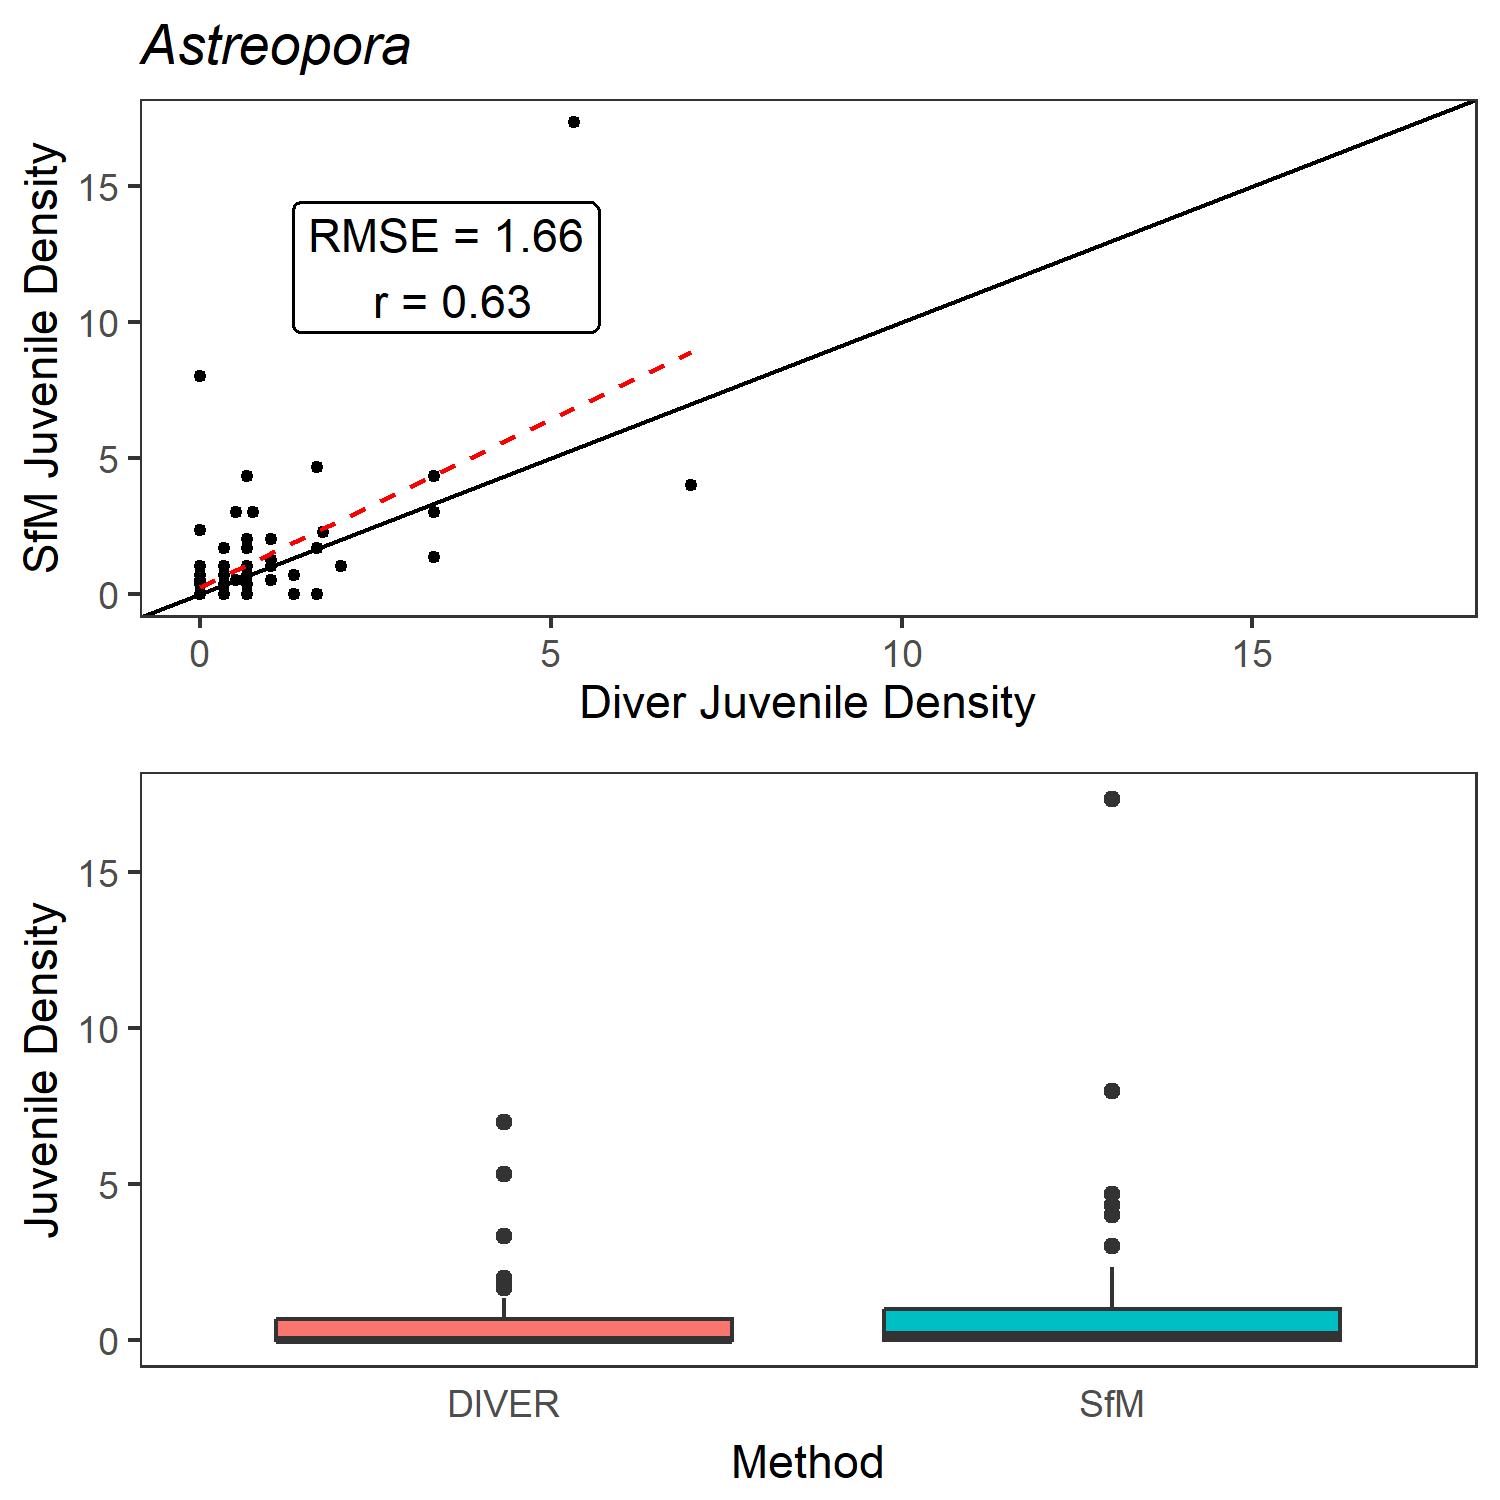 Astreopora
SfM Juvenile Density
15
10
5
0
RMSE = 1.66
r = 0.63
0 5 10 15
Diver Juvenile Density
Juvenile Density
15
10
5
0
DIVER SfM
Method